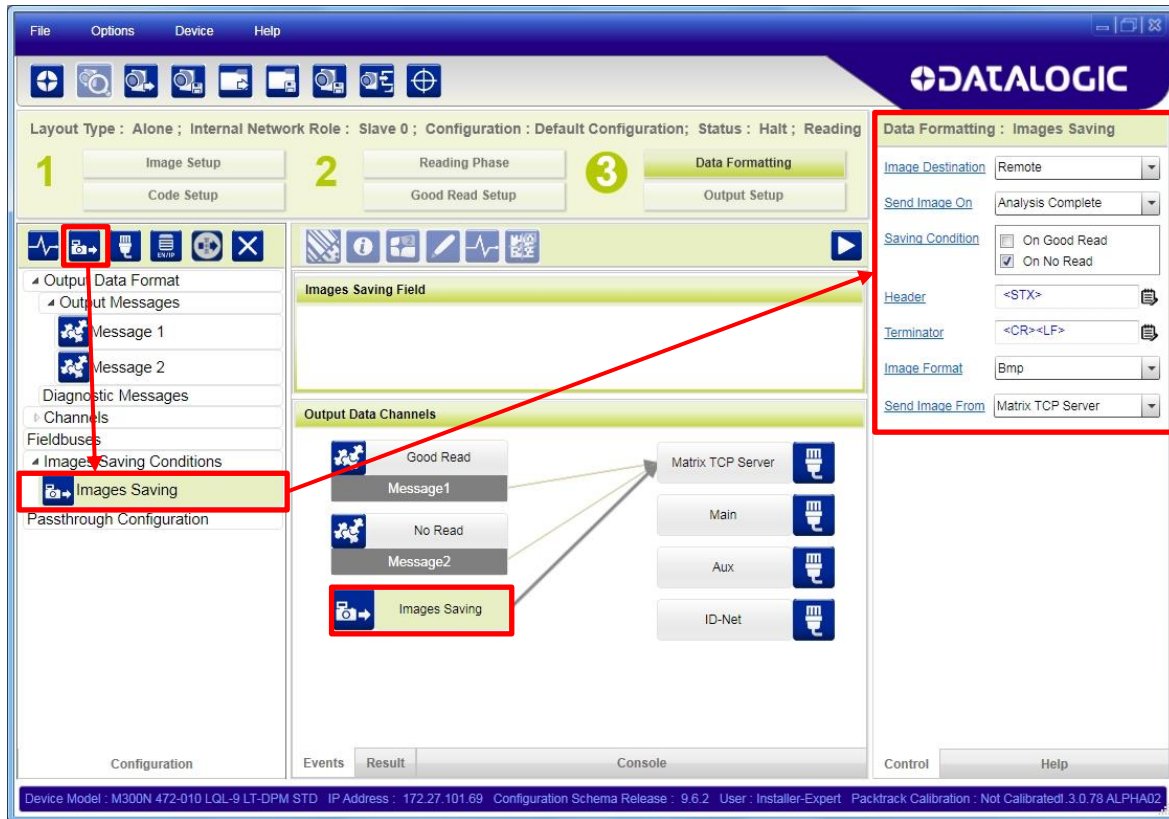 File Options Device Help
DATALOGIC
Layout Type : Alone ; Internal Network Role : Slave 0 ; Configuration : Default Configuration; Status : Halt ; Reading
1
Image Setup
Code Setup
2
Reading Phase
Good Read Setup
3
Data Formatting
Output Setup
EN/IP
Output Data Format
Output Messages
Message 1
Message 2
Diagnostic Messages
Channels
Fieldbuses
Images Saving Conditions
Images Saving
Passthrough Configuration
Configuration
Images Saving Field
Output Data Channels
Good Read
Message1
No Read
Message2
Images Saving
Matrix TCP Server
Main
Aux
ID-Net
Events Result Console
Data Formatting : Images Saving
Image Destination Remote
Send Image On Analysis Complete
Saving Condition On Good Read
On No Read
Header <STX>
Terminator <CR><LF>
Image Format Bmp
Send Image From Matrix TCP Server
Control Help
Device Model : M300N 472-010 LQL-9 LT-DPM STD IP Address : 172.27.101.69 Configuration Schema Release : 9.6.2 User : Installer-Expert Packtrack Calibration : Not Calibratedl.3.0.78 ALPHA02